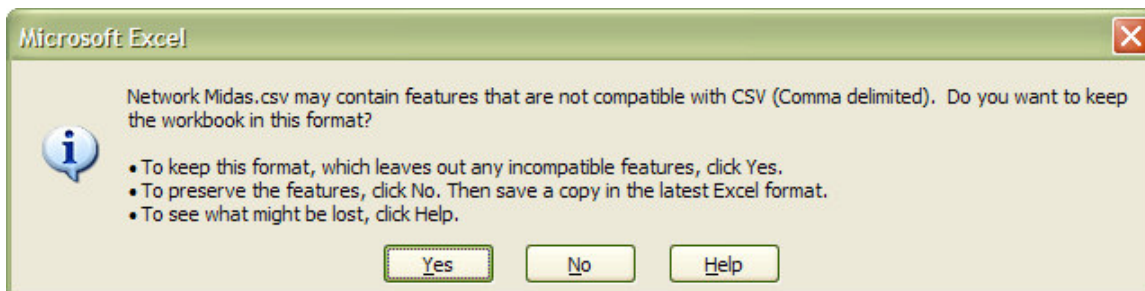 Microsoft Excel
Network Midas.csv may contain features that are not compatible with CSV (Comma delimited).  Do you want to keep
the workbook in this format?
• To keep this format, which leaves out any incompatible features, click Yes.
• To preserve the features, click No. Then save a copy in the latest Excel format.
• To see what might be lost, click Help.
Yes No Help